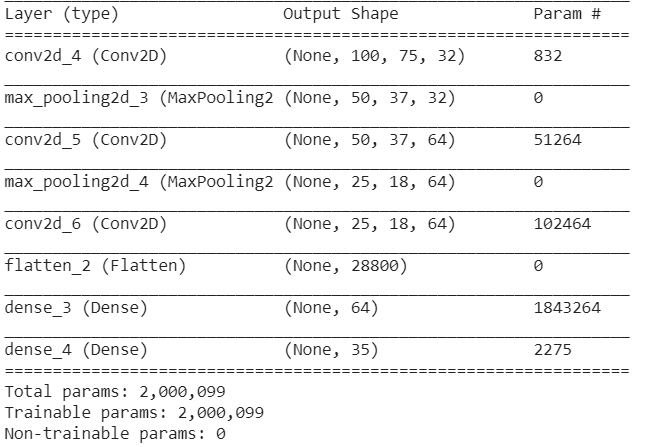 Layer (type) Output Shape Param #
=================================================================
conv2d_4 (Conv2D) (None, 100, 75, 32) 832
max_pooling2d_3 (MaxPooling2 (None, 50, 37, 32) 0
conv2d_5 (Conv2D) (None, 50, 37, 64) 51264
max_pooling2d_4 (MaxPooling2 (None, 25, 18, 64) 0
conv2d_6 (Conv2D) (None, 25, 18, 64) 102464
flatten_2 (Flatten) (None, 28800) 0
dense_3 (Dense) (None, 64) 1843264
dense_4 (Dense) (None, 35) 2275
=================================================================
Total params: 2,000,099
Trainable params: 2,000,099
Non-trainable params: 0